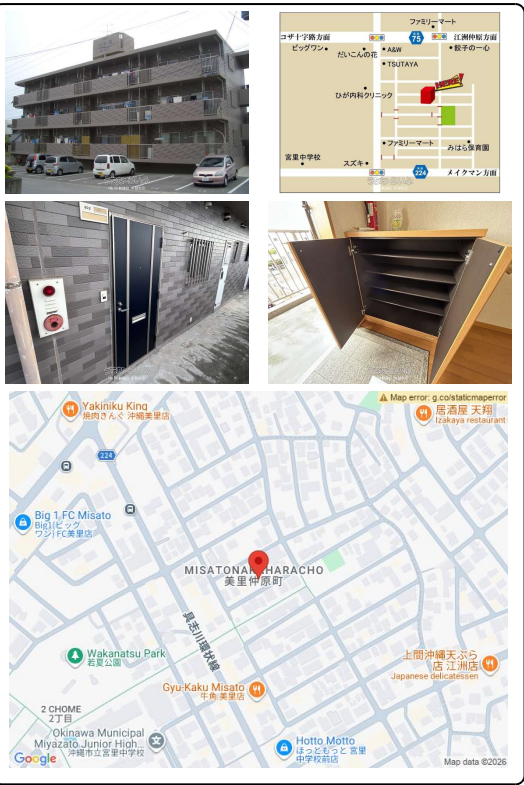 ファミリーマート
コザ十字路方面
75
江洲仲原方面
ビッグワン
だいこんの花
A&W
餃子の一心
TSUTAYA
HERE!
ひが内科クリニック
ファミリーマート
みはら保育園
宮里中学校
スズキ
224
メイクマン方面
Map error: g.co/staticmaperror
Yakiniku King
焼肉きんぐ 沖縄美里店
居酒屋 天翔
Izakaya restaurant
224
Big 1 FC Misato
Big1(ビッグ
ワン) FC美里店
MISATONAKAHARACHO
美里仲原町
具志川環状線
Wakanatsu Park
若夏公園
上間沖縄天ぷら
店 江洲店
Japanese delicatessen
Gyu-Kaku Misato
牛角 美里店
2 CHOME
2丁目
Okinawa Municipal
Miyazato Junior High...
沖縄市立宮里中学校
Hotto Motto
ほっともっと 宮里
中学校前店
Google
Map data ©2026